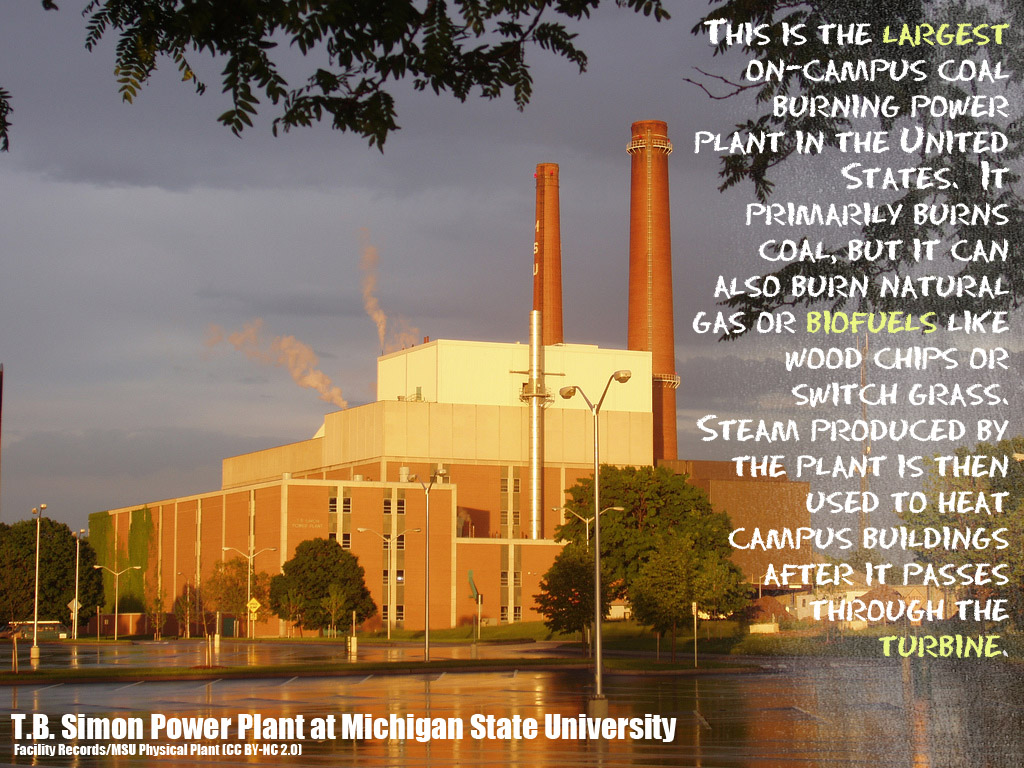 This is the largest
on-campus coal
burning power
plant in the United
States. It
primarily burns
coal, but it can
also burn natural
gas or biofuels like
wood chips or
switch grass.
Steam produced by
the plant is then
used to heat
campus buildings
after it passes
through the
turbine.
MSU
T.B. Simon Power Plant at Michigan State University
Facility Records/MSU Physical Plant (CC BY-NC 2.0)